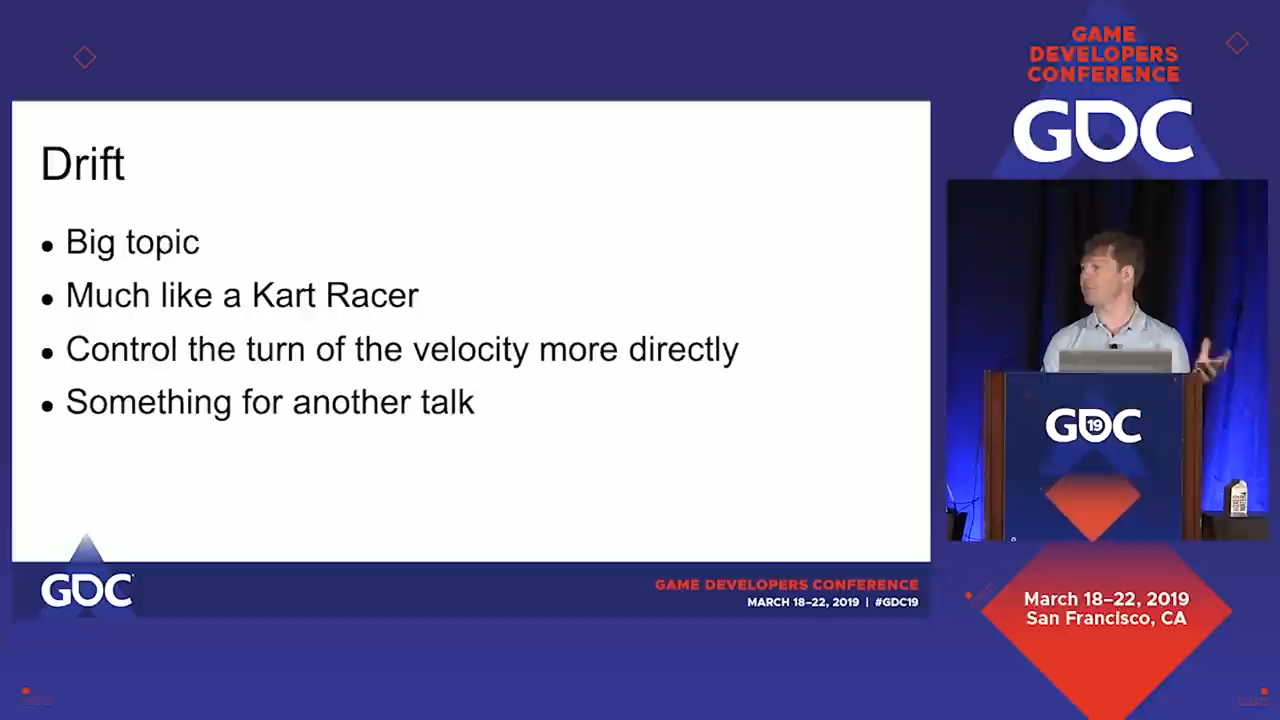 GAME
DEVELOPERS
CONFERENCE
GDC
Drift
• Big topic
• Much like a Kart Racer
• Control the turn of the velocity more directly
• Something for another talk
GDC
GAME DEVELOPERS CONFERENCE
MARCH 18–22, 2019 | #GDC19
GDC
19
March 18–22, 2019
San Francisco, CA